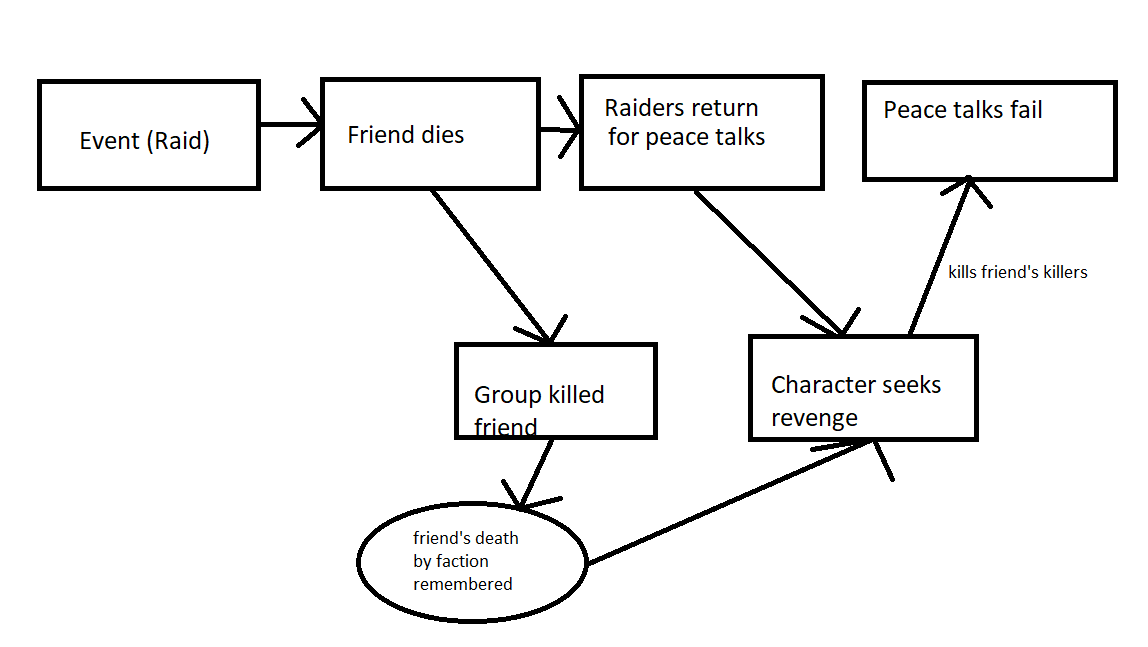 Event (Raid)
Friend dies
Raiders return
for peace talks
Peace talks fail
kills friend's killers
Group killed
friend
Character seeks
revenge
friend's death
by faction
remembered